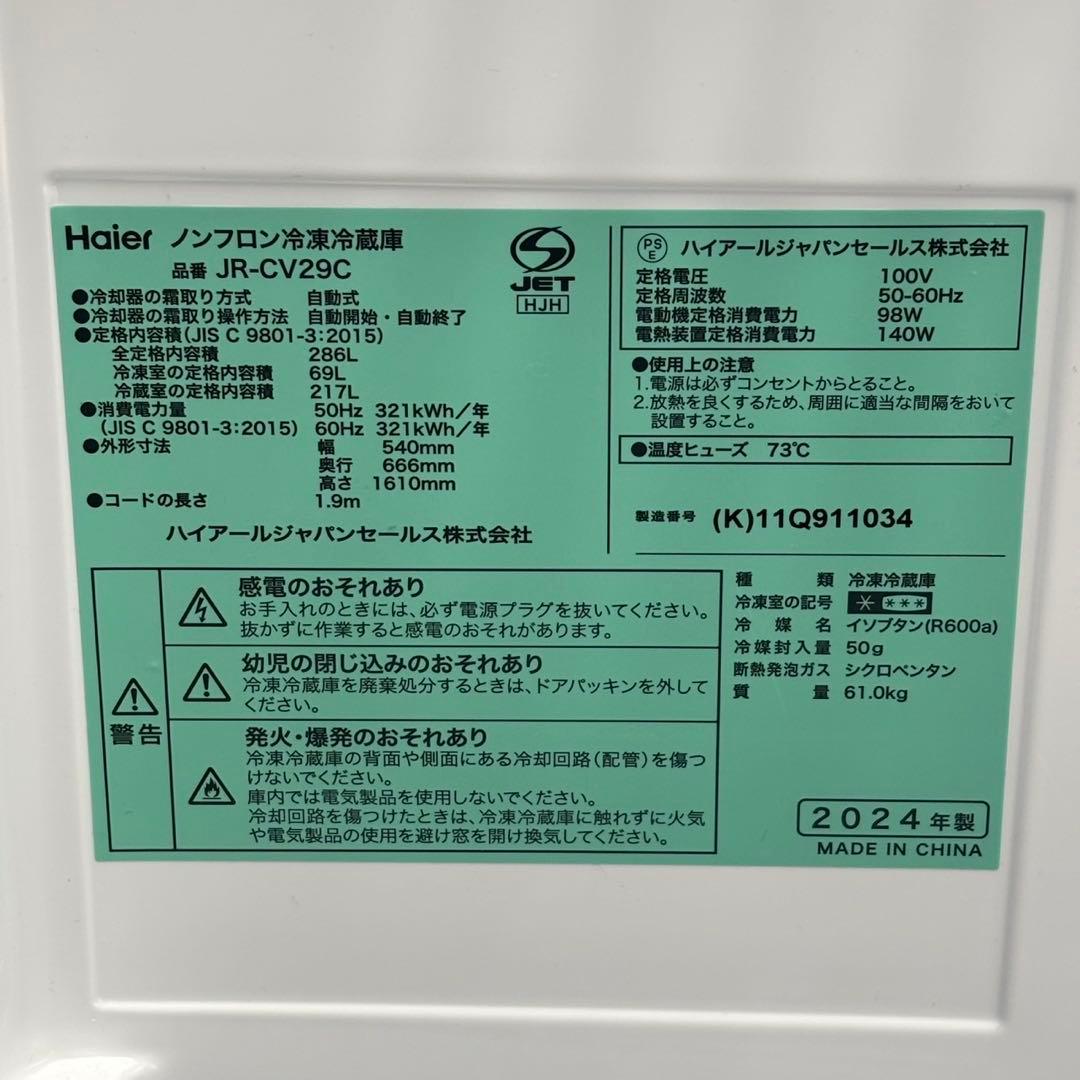 Haier ノンフロン冷凍冷蔵庫
品番 JR-CV29C
●冷却器の霜取り方式 自動式
●冷却器の霜取り操作方法 自動開始・自動終了
●定格内容積(JIS C 9801-3:2015)
全定格内容積 286L
冷凍室の定格内容積 69L
冷蔵室の定格内容積 217L
●消費電力量 50Hz 321kWh/年
(JIS C 9801-3:2015) 60Hz 321kWh/年
●外形寸法 幅 540mm
奥行 666mm
高さ 1610mm
●コードの長さ 1.9m
ハイアールジャパンセールス株式会社
JET
HJH
PS
E
ハイアールジャパンセールス株式会社
定格電圧 100V
定格周波数 50-60Hz
電動機定格消費電力 98W
電熱装置定格消費電力 140W
●使用上の注意
1.電源は必ずコンセントからとること。
2.放熱を良くするため、周囲に適当な間隔をおいて
設置すること。
●温度ヒューズ 73℃
製造番号 (K)11Q911034
警告
感電のおそれあり
お手入れのときには、必ず電源プラグを抜いてください。
抜かずに作業すると感電のおそれがあります。
幼児の閉じ込みのおそれあり
冷凍冷蔵庫を廃棄処分するときは、ドアパッキンを外して
ください。
発火・爆発のおそれあり
冷凍冷蔵庫の背面や側面にある冷却回路(配管)を傷つ
けないでください。
庫内では電気製品を使用しないでください。
冷却回路を傷つけたときは、冷凍冷蔵庫に触れずに火気
や電気製品の使用を避け窓を開け換気してください。
種類 冷凍冷蔵庫
冷凍室の記号 * ***
冷媒名 イソブタン(R600a)
冷媒封入量 50g
断熱発泡ガス シクロペンタン
質量 61.0kg
2024年製
MADE IN CHINA